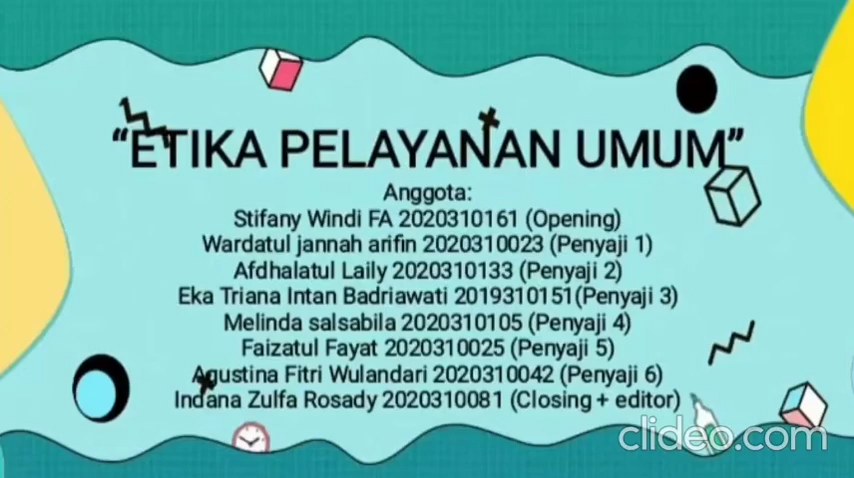 “ETIKA PELAYANAN UMUM”
Anggota:
Stifany Windi FA 2020310161 (Opening)
Wardatul jannah arifin 2020310023 (Penyaji 1)
Afdhalatul Laily 2020310133 (Penyaji 2)
Eka Triana Intan Badriawati 2019310151(Penyaji 3)
Melinda salsabila 2020310105 (Penyaji 4)
Faizatul Fayat 2020310025 (Penyaji 5)
Agustina Fitri Wulandari 2020310042 (Penyaji 6)
Indana Zulfa Rosady 2020310081 (Closing + editor)
clideo.com